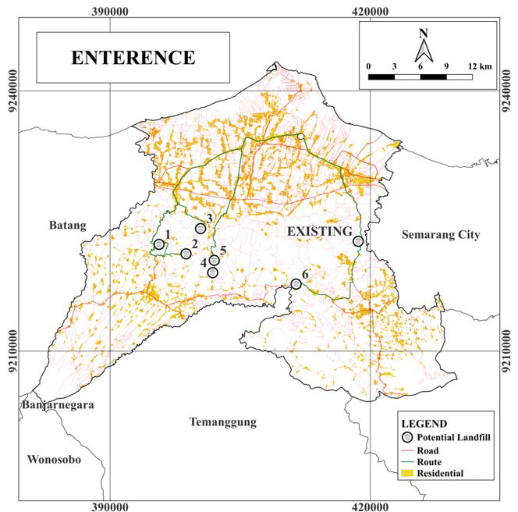 390000 420000
ENTERENCE
N
0 3 6 9 12 km
9240000 9240000
Batang
Semarang City
EXISTING
1
2
3
4
5
6
9210000 9210000
Banjarnegara
Temanggung
Wonosobo
LEGEND
Potential Landfill
Road
Route
Residential
390000 420000